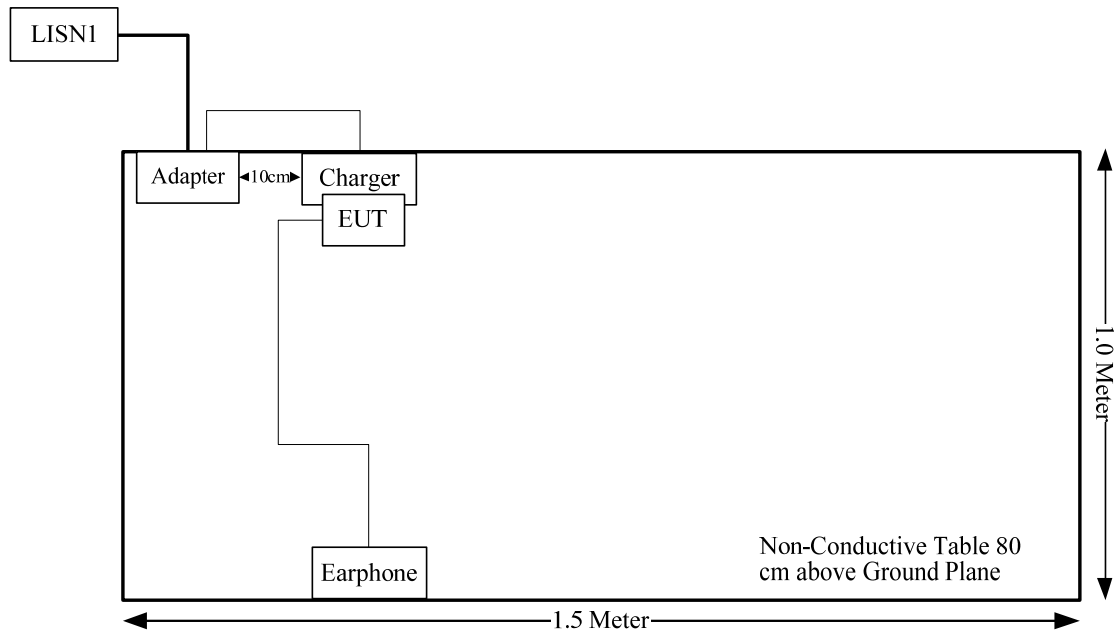 LISN1
Adapter
10cm
Charger
EUT
1.0 Meter
Earphone
Non-Conductive Table 80
cm above Ground Plane
1.5 Meter